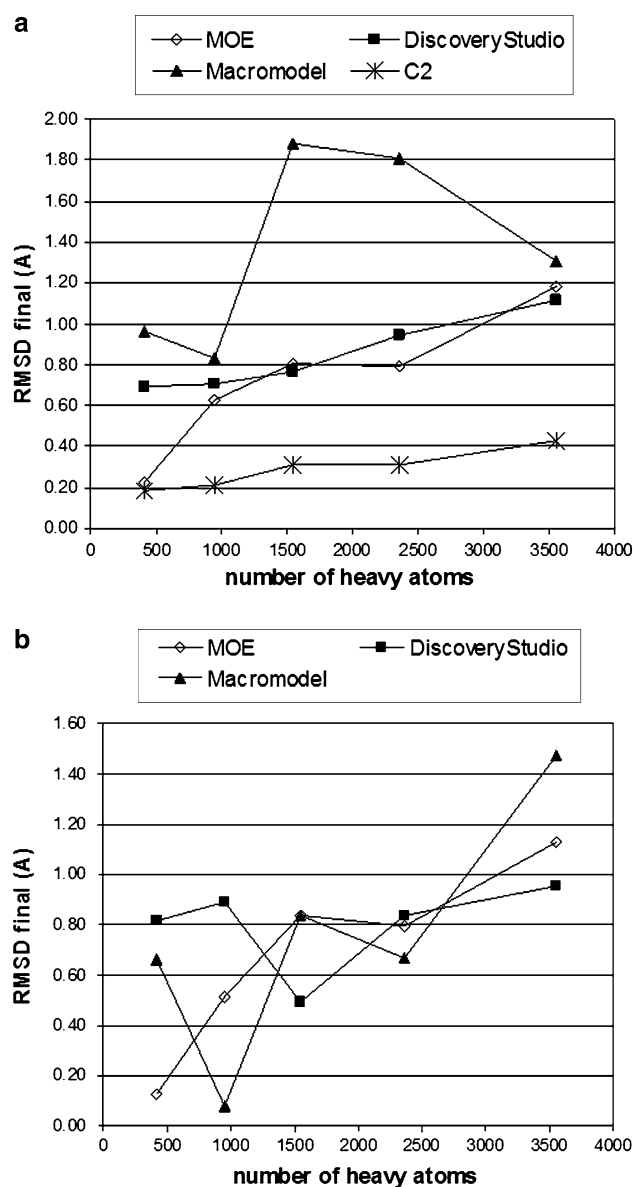 a
MOE DiscoveryStudio
Macromodel C2
2.00
1.80
1.60
1.40
1.20
1.00
0.80
0.60
0.40
0.20
0.00
RMSD final (A)
0 500 1000 1500 2000 2500 3000 3500 4000
number of heavy atoms
b
MOE DiscoveryStudio
Macromodel
1.60
1.40
1.20
1.00
0.80
0.60
0.40
0.20
0.00
RMSD final (A)
0 500 1000 1500 2000 2500 3000 3500 4000
number of heavy atoms